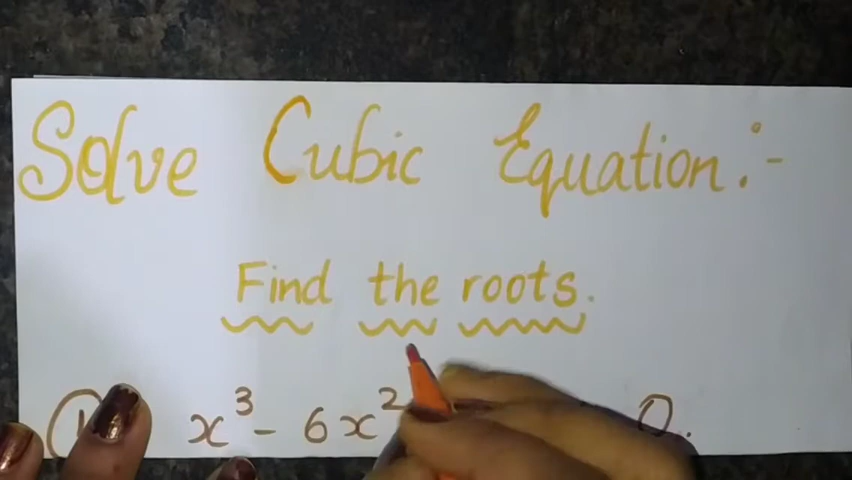 Solve Cubic Equation :-
Find the roots.
x³ - 6x² 0.